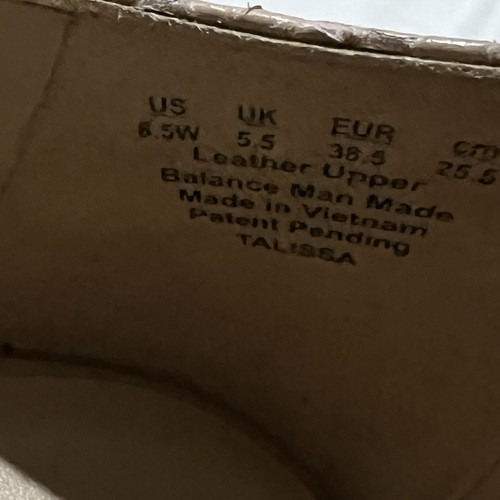 US UK EUR cm
8.5W 5.5 38.5 25.5
Leather Upper
Balance Man Made
Made in Vietnam
Patent Pending
TALISSA